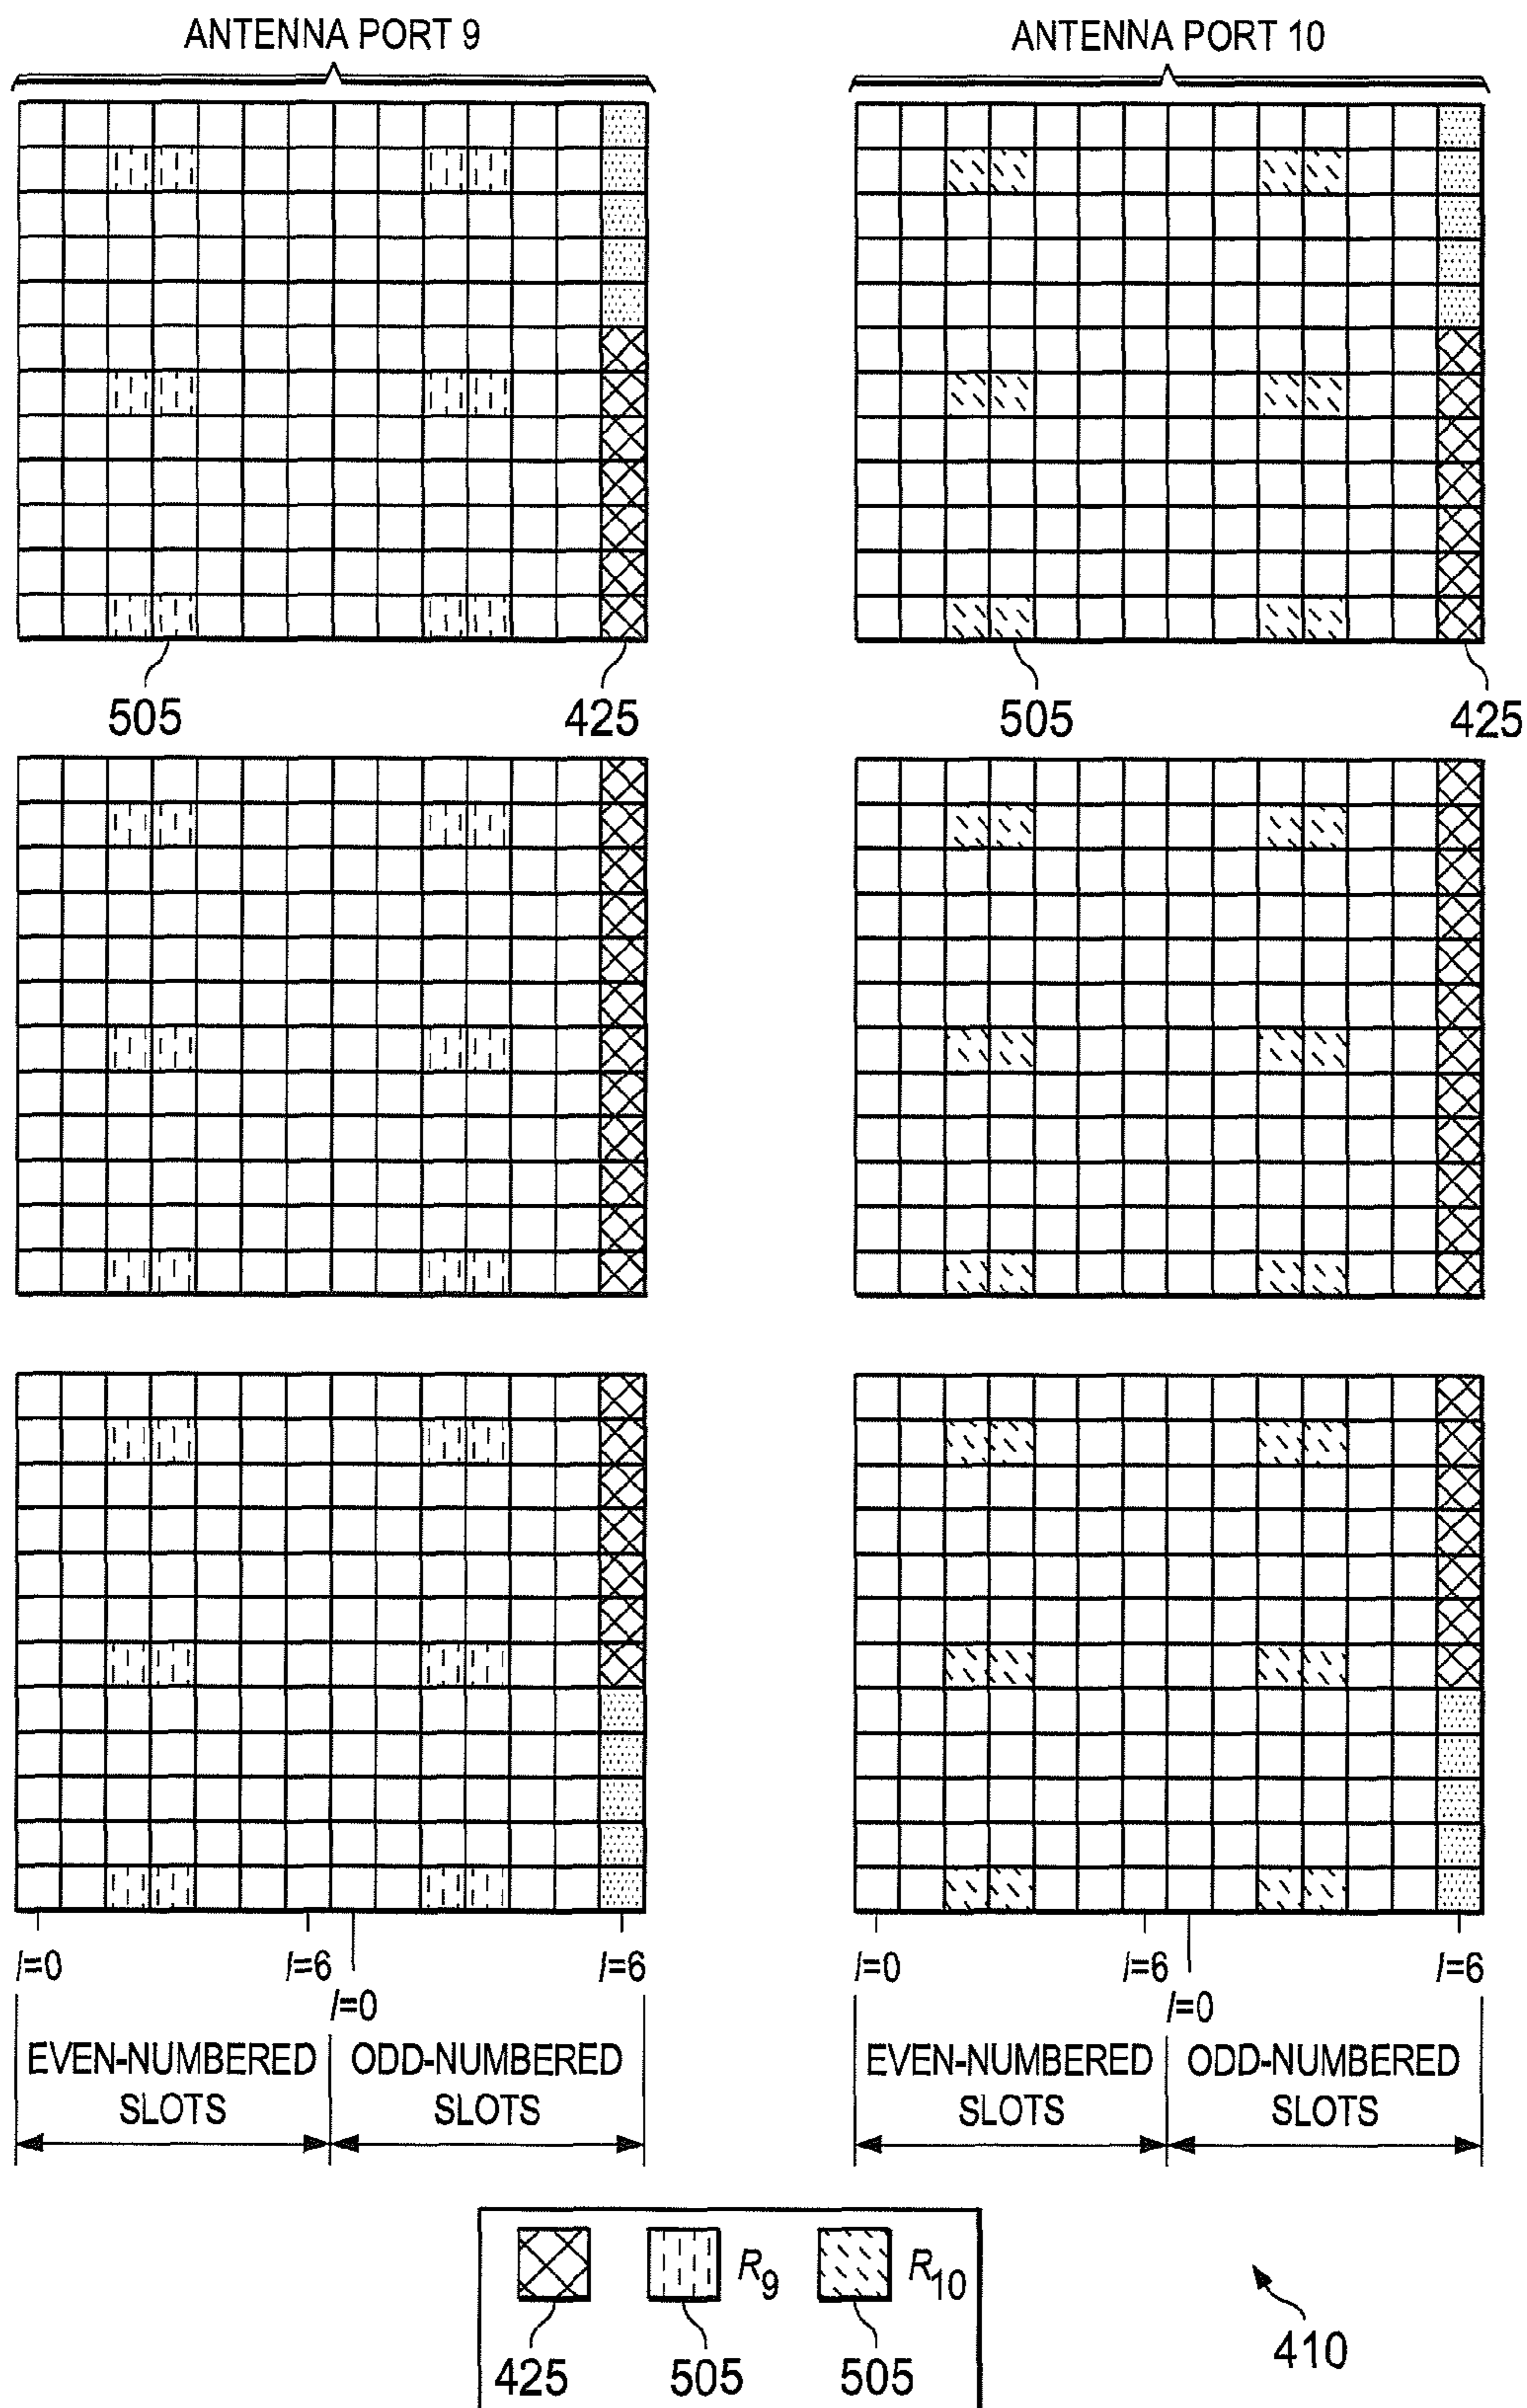 ANTENNA PORT 9
ANTENNA PORT 10
505
425
505
425
l=0
l=6
l=0
l=6
l=0
l=6
l=0
l=6
EVEN-NUMBERED
SLOTS
ODD-NUMBERED
SLOTS
EVEN-NUMBERED
SLOTS
ODD-NUMBERED
SLOTS
R9
R10
425
505
505
410